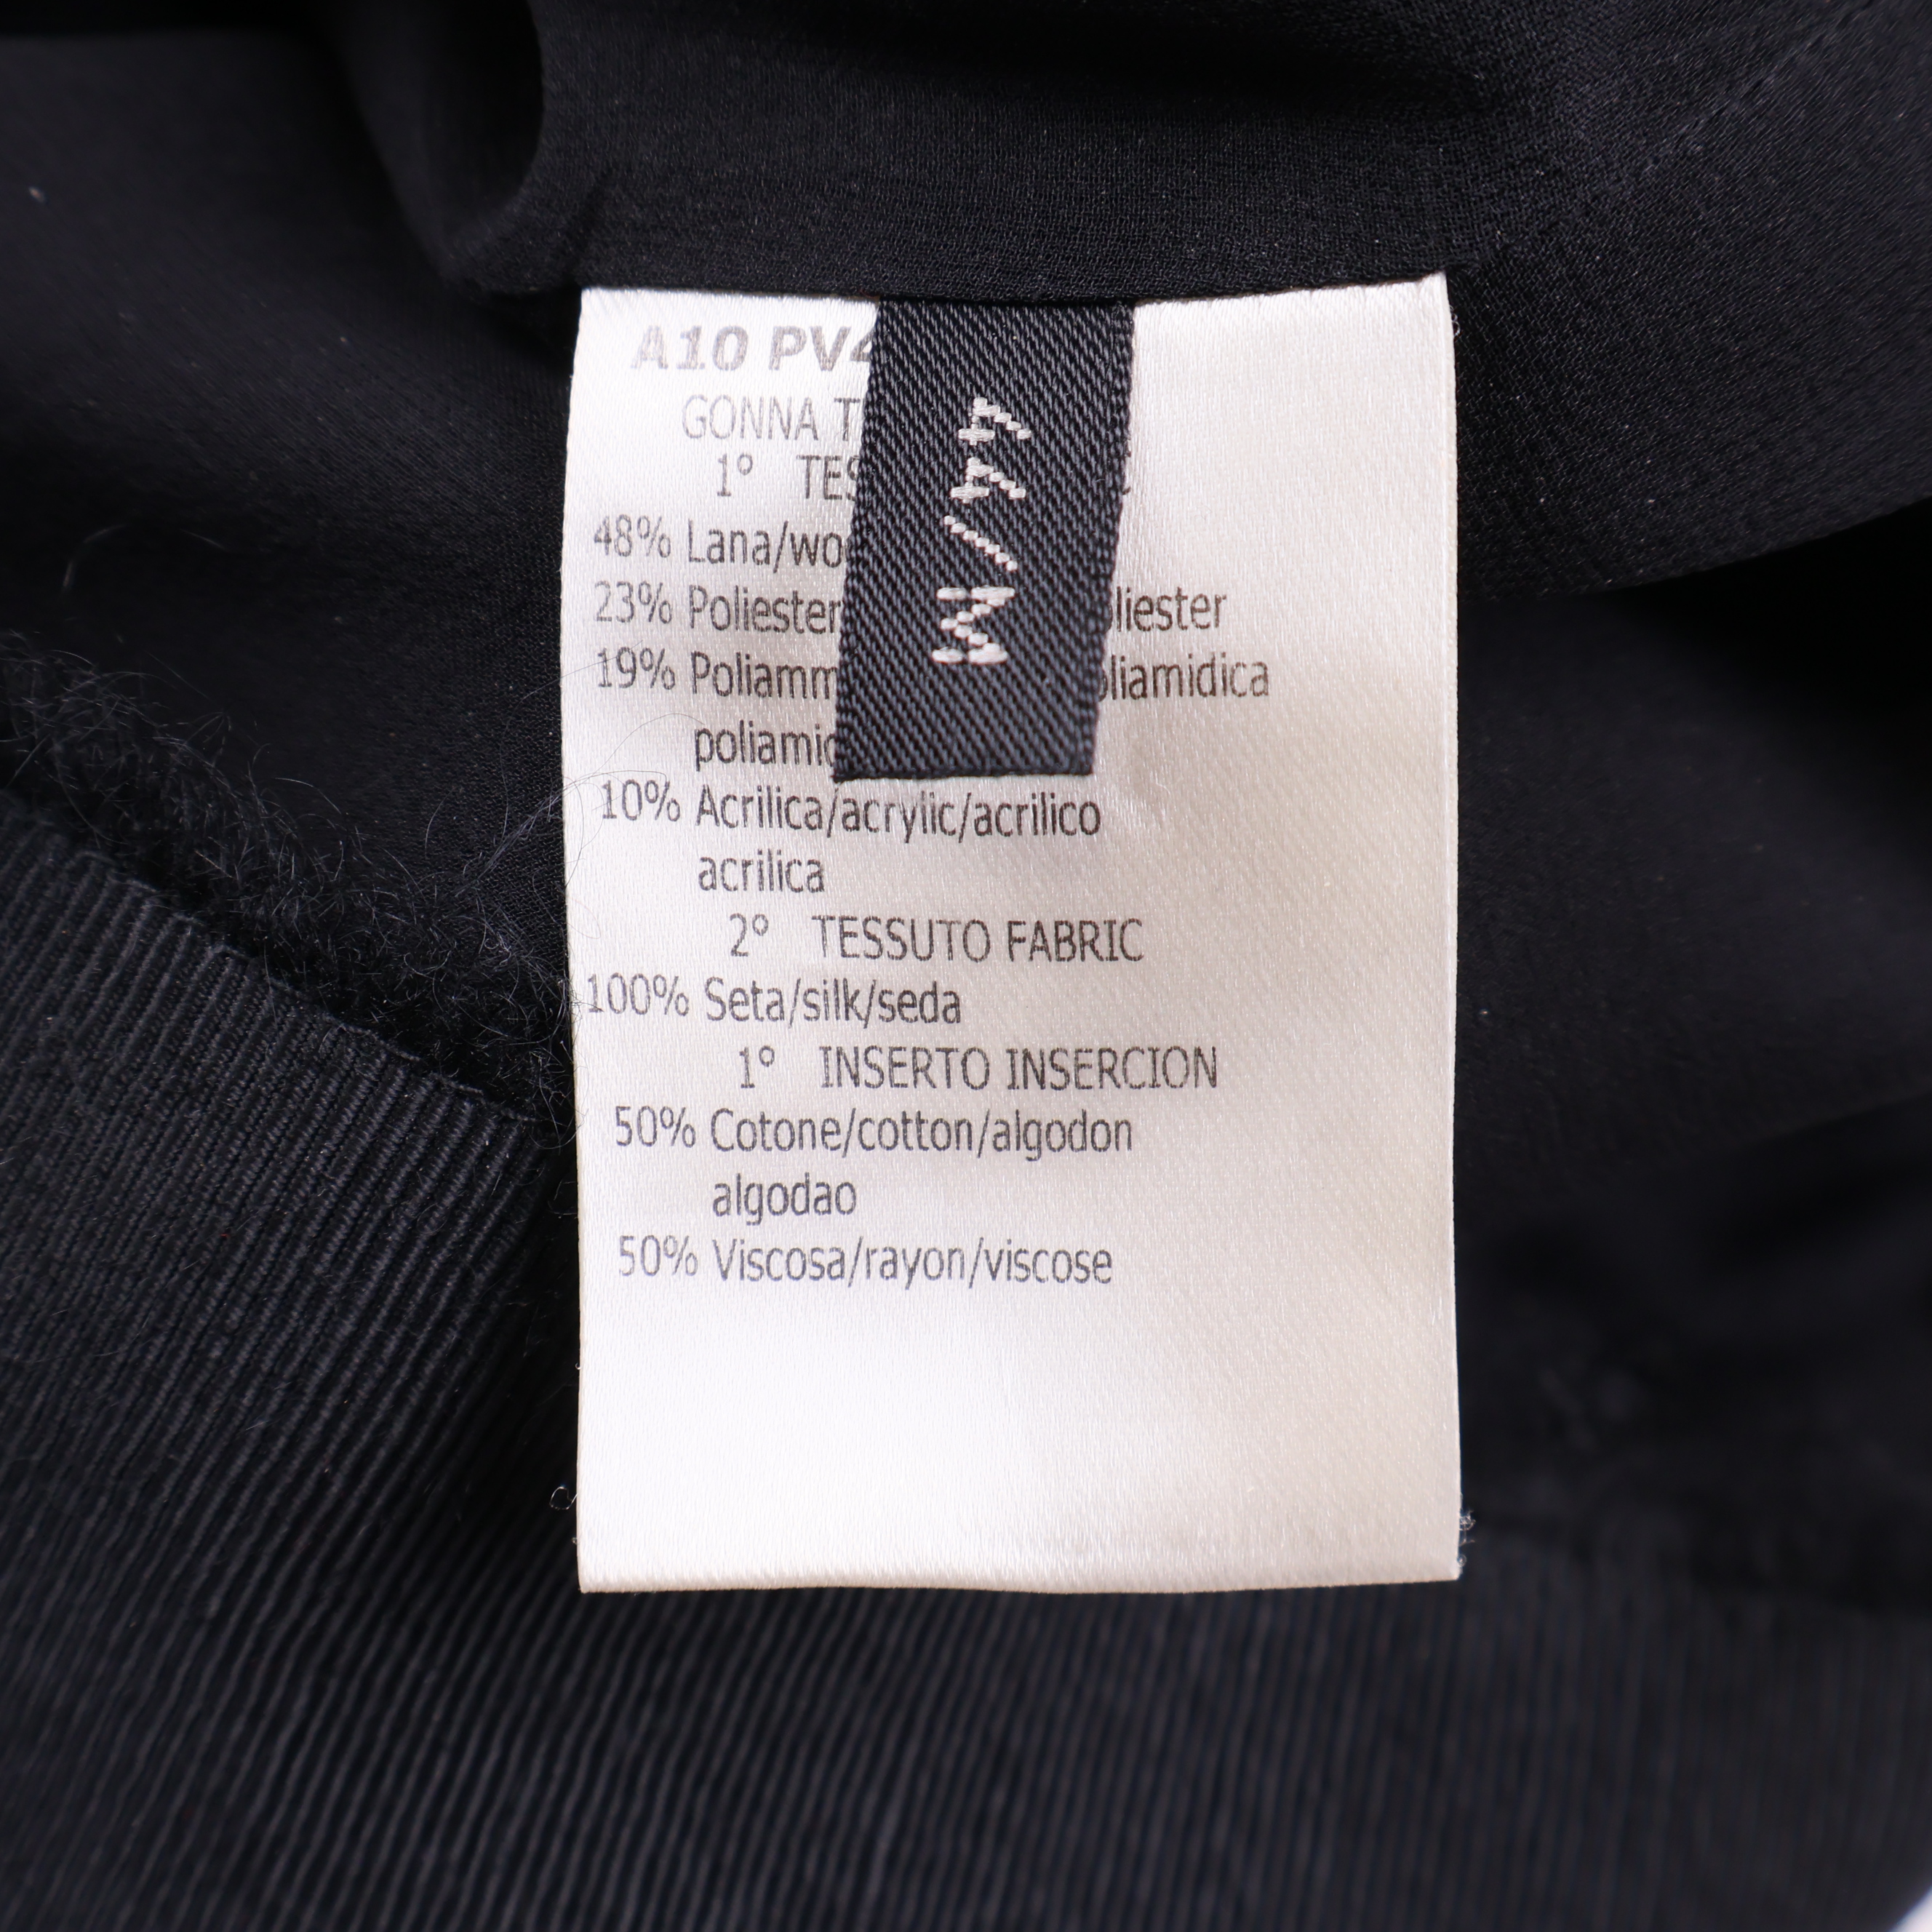 A10 PV4
GONNA T
1° TES
48% Lana/woo
23% Poliester liester
19% Poliamm oliamidica
poliamid
10% Acrilica/acrylic/acrilico
acrilica
2° TESSUTO FABRIC
100% Seta/silk/seda
1° INSERTO INSERCION
50% Cotone/cotton/algodon
algodao
50% Viscosa/rayon/viscose
44/M